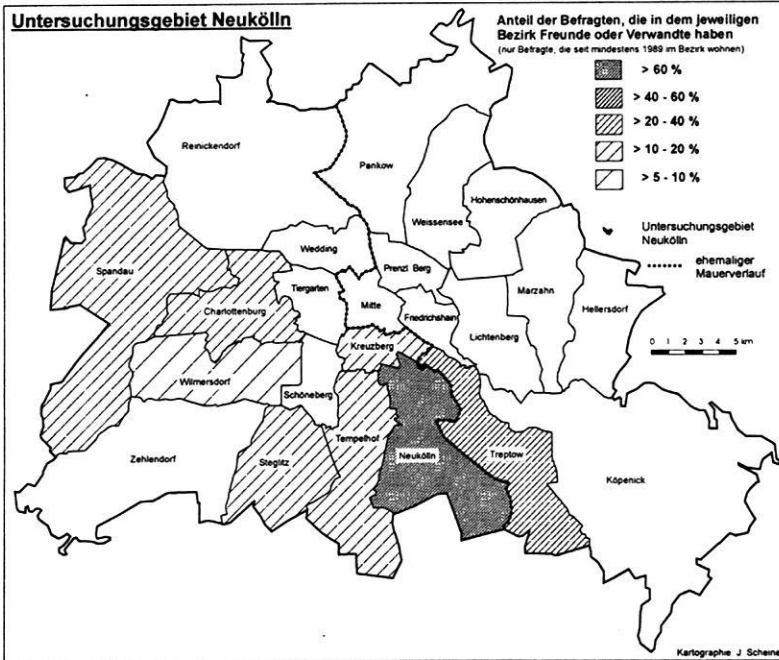 Untersuchungsgebiet Neukölln
Anteil der Befragten, die in dem jeweiligen
Bezirk Freunde oder Verwandte haben
(nur Befragte, die seit mindestens 1989 im Bezirk wohnen)
> 60 %
> 40 - 60 %
> 20 - 40 %
> 10 - 20 %
> 5 - 10 %
Untersuchungsgebiet
Neukölln
ehemaliger
Mauerverlauf
0 1 2 3 4 5 km
Reinickendorf
Pankow
Weissensee
Hohenschönhausen
Wedding
Spandau
Prenzl. Berg
Tiergarten
Mitte
Marzahn
Charlottenburg
Friedrichshain
Hellersdorf
Lichtenberg
Kreuzberg
Wilmersdorf
Schöneberg
Tempelhof
Zehlendorf
Steglitz
Neukölln
Treptow
Köpenick
Kartographie: J. Scheine